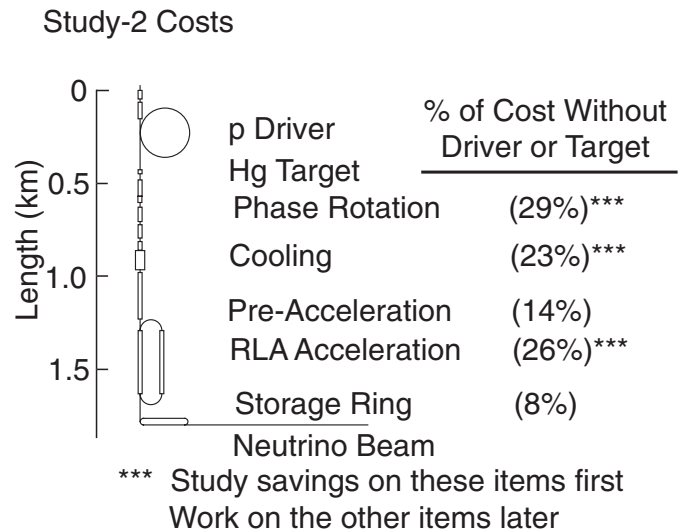 Study-2 Costs
% of Cost Without
Driver or Target
Length (km)
0
0.5
1.0
1.5
p Driver
Hg Target
Phase Rotation (29%)***
Cooling (23%)***
Pre-Acceleration (14%)
RLA Acceleration (26%)***
Storage Ring (8%)
Neutrino Beam
*** Study savings on these items first
Work on the other items later